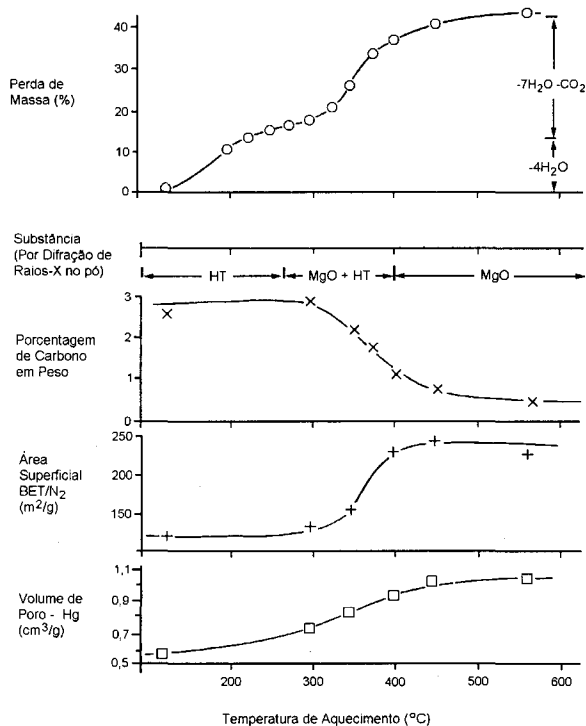 40
30
20
10
0
Perda de
Massa (%)
-7H2O -CO2
-4H2O
Substância
(Por Difração de
Raios-X no pó)
HT
MgO + HT
MgO
3
2
1
0
Porcentagem
de Carbono
em Peso
250
200
150
Área
Superficial
BET/N2
(m2/g)
1,1
0,9
0,7
0,5
Volume de
Poro - Hg
(cm3/g)
200 300 400 500 600
Temperatura de Aquecimento (ºC)